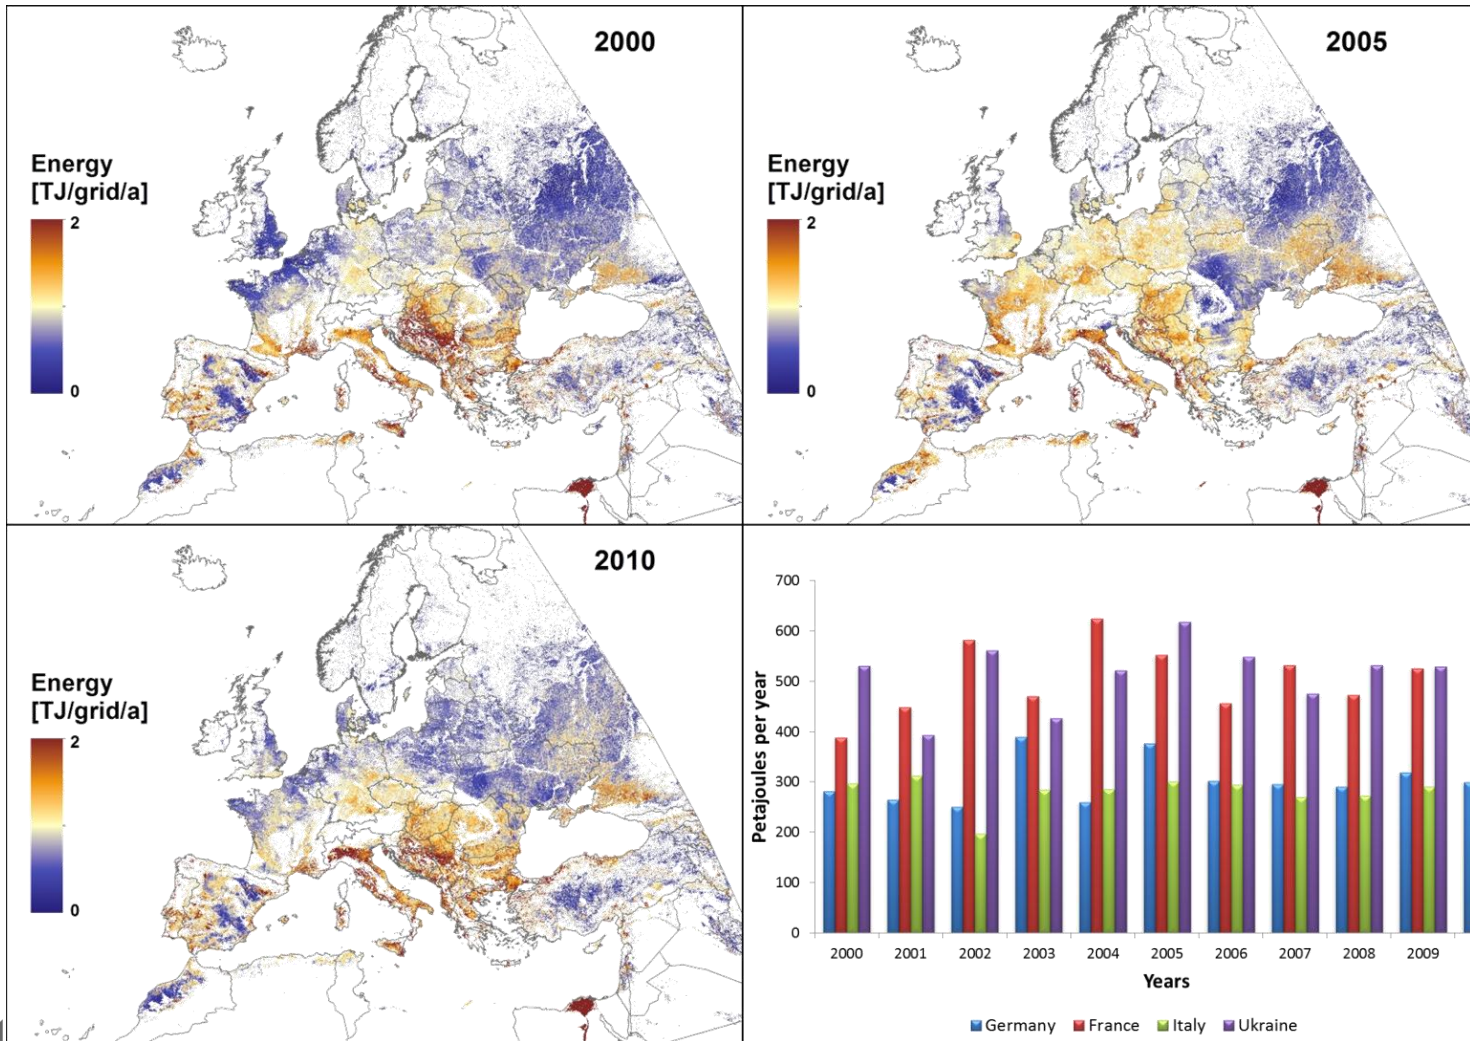 2000
Energy
[TJ/grid/a]
2
0
2005
Energy
[TJ/grid/a]
2
0
2010
Energy
[TJ/grid/a]
2
0
700
600
500
400
300
200
100
0
Petajoules per year
2000 2001 2002 2003 2004 2005 2006 2007 2008 2009
Years
Germany France Italy Ukraine